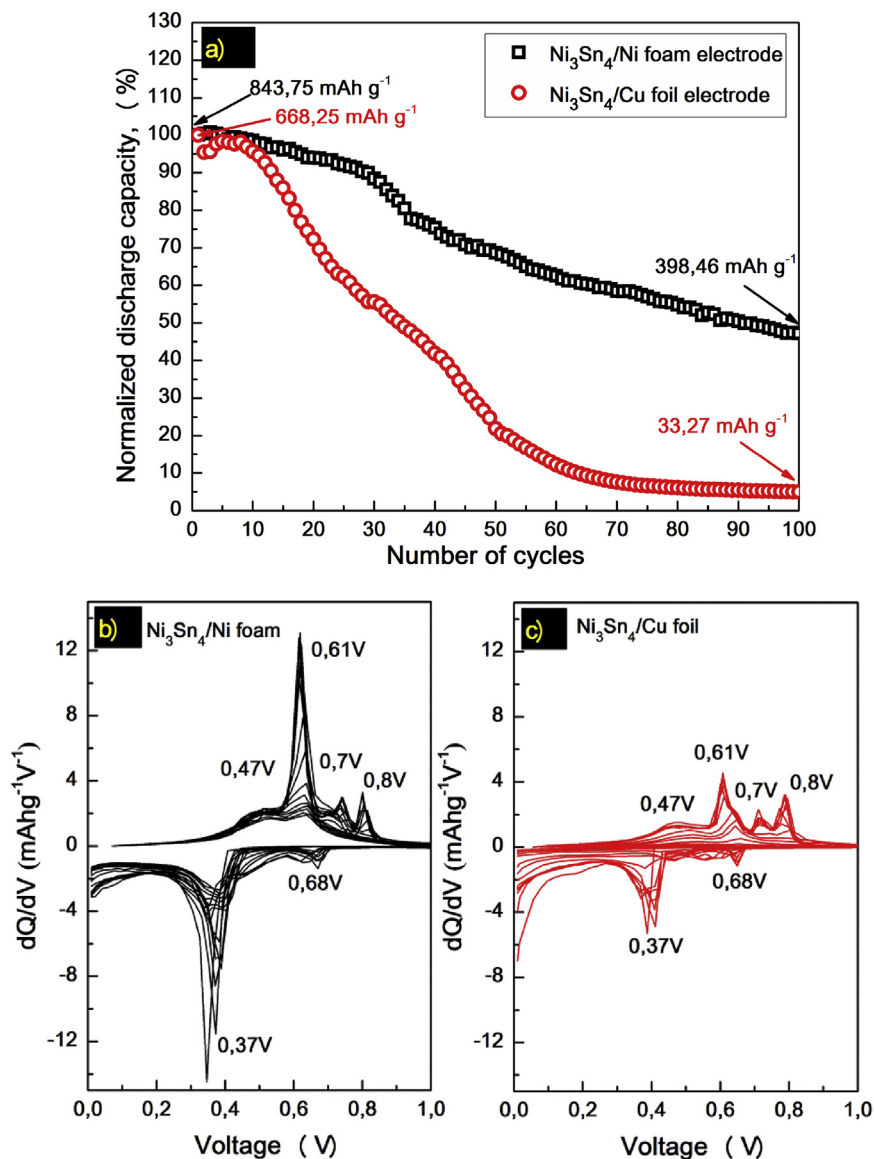 a)
Ni₃Sn₄/Ni foam electrode
Ni₃Sn₄/Cu foil electrode
843,75 mAh g⁻¹
668,25 mAh g⁻¹
398,46 mAh g⁻¹
33,27 mAh g⁻¹
Normalized discharge capacity, (%)
130
120
110
100
90
80
70
60
50
40
30
20
10
0
0 10 20 30 40 50 60 70 80 90 100
Number of cycles
b) Ni₃Sn₄/Ni foam
0,61V
0,47V
0,7V
0,8V
0,68V
0,37V
dQ/dV (mAhg⁻¹V⁻¹)
12
8
4
0
-4
-8
-12
0,0 0,2 0,4 0,6 0,8 1,0
Voltage (V)
c) Ni₃Sn₄/Cu foil
0,61V
0,47V
0,7V
0,8V
0,68V
0,37V
dQ/dV (mAhg⁻¹V⁻¹)
12
8
4
0
-4
-8
-12
0,0 0,2 0,4 0,6 0,8 1,0
Voltage (V)